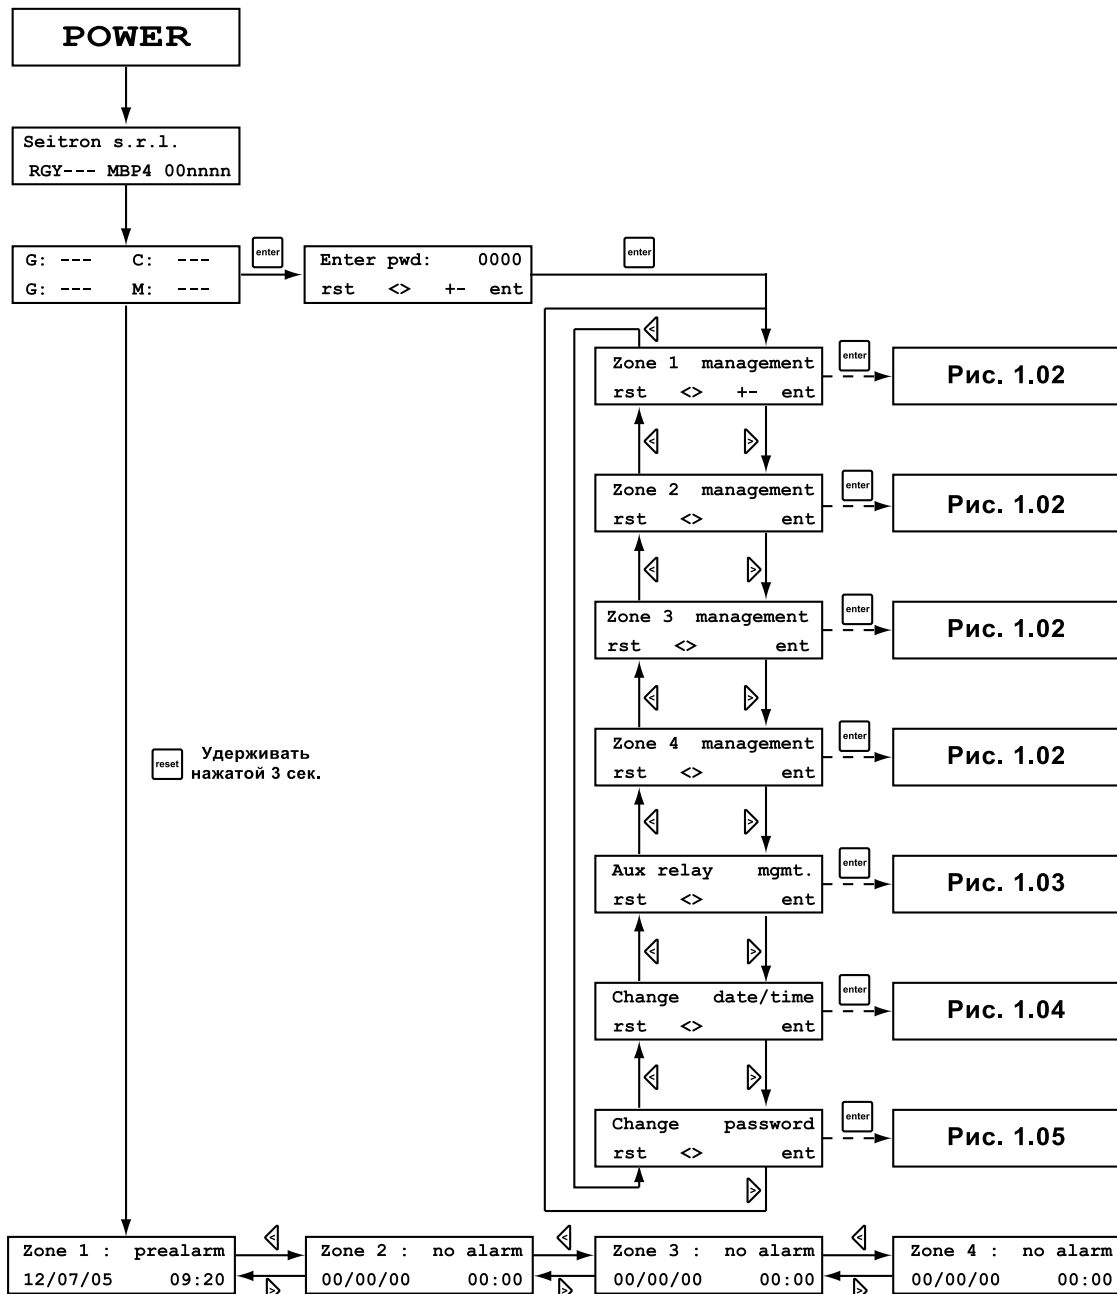 POWER
Seitron s.r.l.
RGY--- MBP4 00nnnn
G: --- C: ---
G: --- M: ---
enter
Enter pwd: 0000
rst <> +- ent
enter
<
Zone 1 management
rst <> +- ent
enter
Рис. 1.02
< >
Zone 2 management
rst <> ent
enter
Рис. 1.02
< >
Zone 3 management
rst <> ent
enter
Рис. 1.02
< >
reset
Удерживать
нажатой 3 сек.
Zone 4 management
rst <> ent
enter
Рис. 1.02
< >
Aux relay mgmt.
rst <> ent
enter
Рис. 1.03
< >
Change date/time
rst <> ent
enter
Рис. 1.04
< >
Change password
rst <> ent
enter
Рис. 1.05
>
Zone 1 : prealarm
12/07/05 09:20
<
>
Zone 2 : no alarm
00/00/00 00:00
<
>
Zone 3 : no alarm
00/00/00 00:00
<
>
Zone 4 : no alarm
00/00/00 00:00